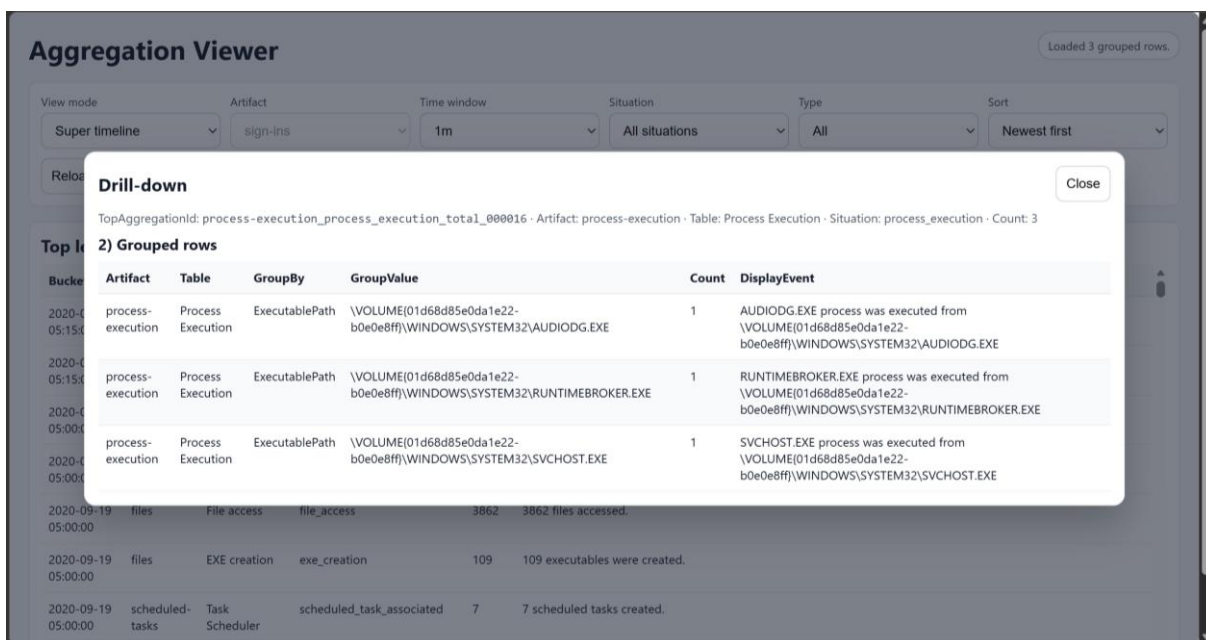 Aggregation Viewer
Loaded 3 grouped rows.
View mode Artifact Time window Situation Type Sort
Super timeline sign-ins 1m All situations All Newest first
Drill-down
Close
TopAggregationId: process-execution_process_execution_total_000016 · Artifact: process-execution · Table: Process Execution · Situation: process_execution · Count: 3
2) Grouped rows
Artifact Table GroupBy GroupValue Count DisplayEvent
process- Process ExecutablePath \VOLUME{01d68d85e0da1e22- 1 AUDIODG.EXE process was executed from
execution Execution b0e0e8ff}\WINDOWS\SYSTEM32\AUDIODG.EXE \VOLUME{01d68d85e0da1e22-
b0e0e8ff}\WINDOWS\SYSTEM32\AUDIODG.EXE
process- Process ExecutablePath \VOLUME{01d68d85e0da1e22- 1 RUNTIMEBROKER.EXE process was executed from
execution Execution b0e0e8ff}\WINDOWS\SYSTEM32\RUNTIMEBROKER.EXE \VOLUME{01d68d85e0da1e22-
b0e0e8ff}\WINDOWS\SYSTEM32\RUNTIMEBROKER.EXE
process- Process ExecutablePath \VOLUME{01d68d85e0da1e22- 1 SVCHOST.EXE process was executed from
execution Execution b0e0e8ff}\WINDOWS\SYSTEM32\SVCHOST.EXE \VOLUME{01d68d85e0da1e22-
b0e0e8ff}\WINDOWS\SYSTEM32\SVCHOST.EXE
2020-09-19 files File access file_access 3862 3862 files accessed.
05:00:00
2020-09-19 files EXE creation exe_creation 109 109 executables were created.
05:00:00
2020-09-19 scheduled- Task scheduled_task_associated 7 7 scheduled tasks created.
05:00:00 tasks Scheduler